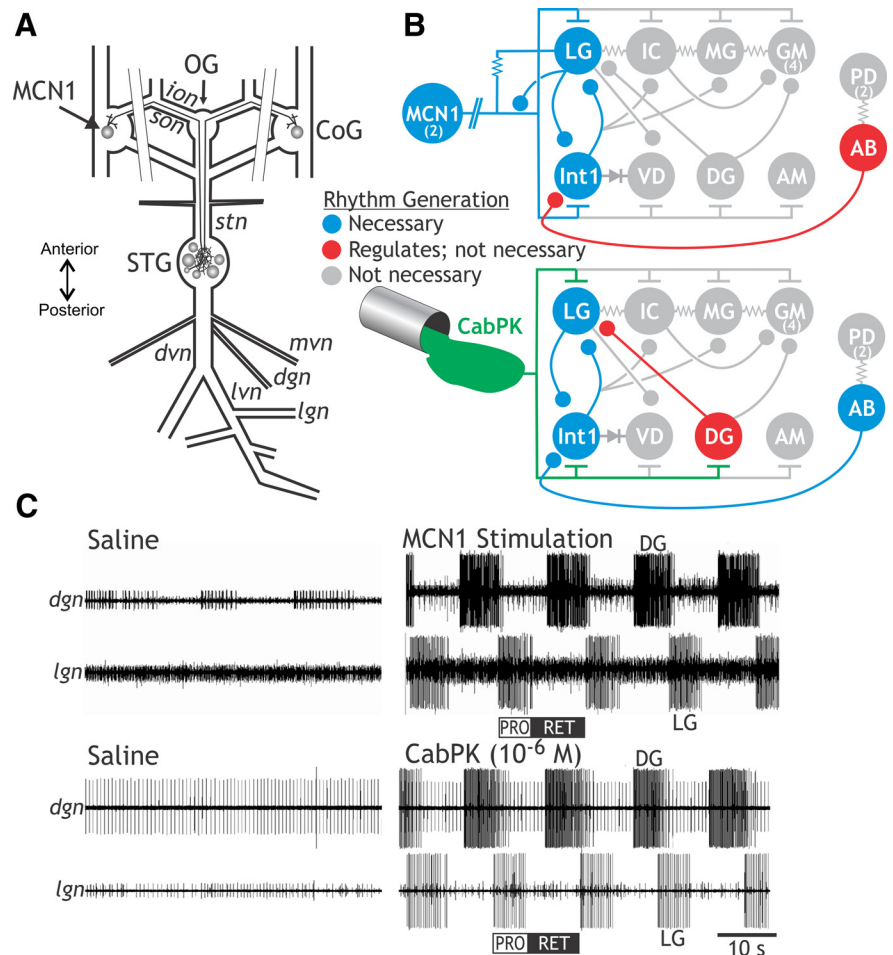 A
OG
MCN1
ion
son
CoG
stn
Anterior
STG
Posterior
dvn
mvn
dgn
lvn
lgn
B
LG IC MG GM (4)
PD (2)
MCN1 (2)
AB
Int1 VD DG AM
Rhythm Generation
Necessary
Regulates; not necessary
Not necessary
CabPK
LG IC MG GM (4)
PD (2)
AB
Int1 VD DG AM
C
Saline
MCN1 Stimulation
DG
dgn
lgn
PRO RET
LG
Saline
CabPK (10⁻⁶ M)
DG
dgn
lgn
PRO RET
LG
10 s